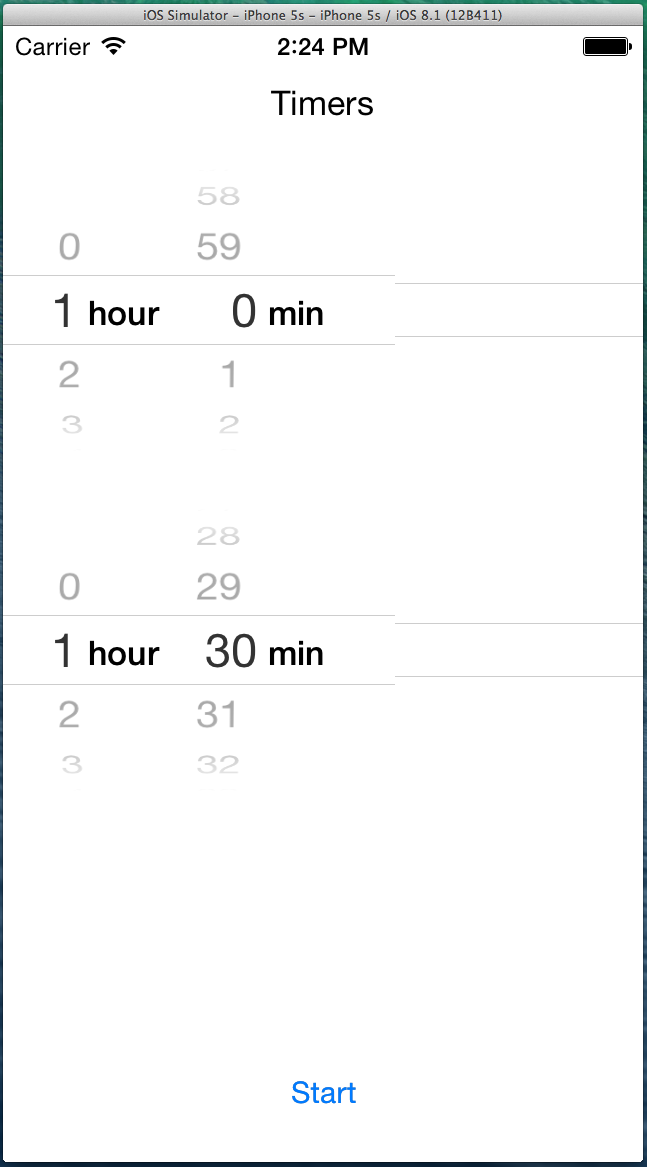 iOS Simulator – iPhone 5s – iPhone 5s / iOS 8.1 (12B411)
Carrier 2:24 PM
Timers
58
0 59
1 hour 0 min
2 1
3 2
28
0 29
1 hour 30 min
2 31
3 32
Start